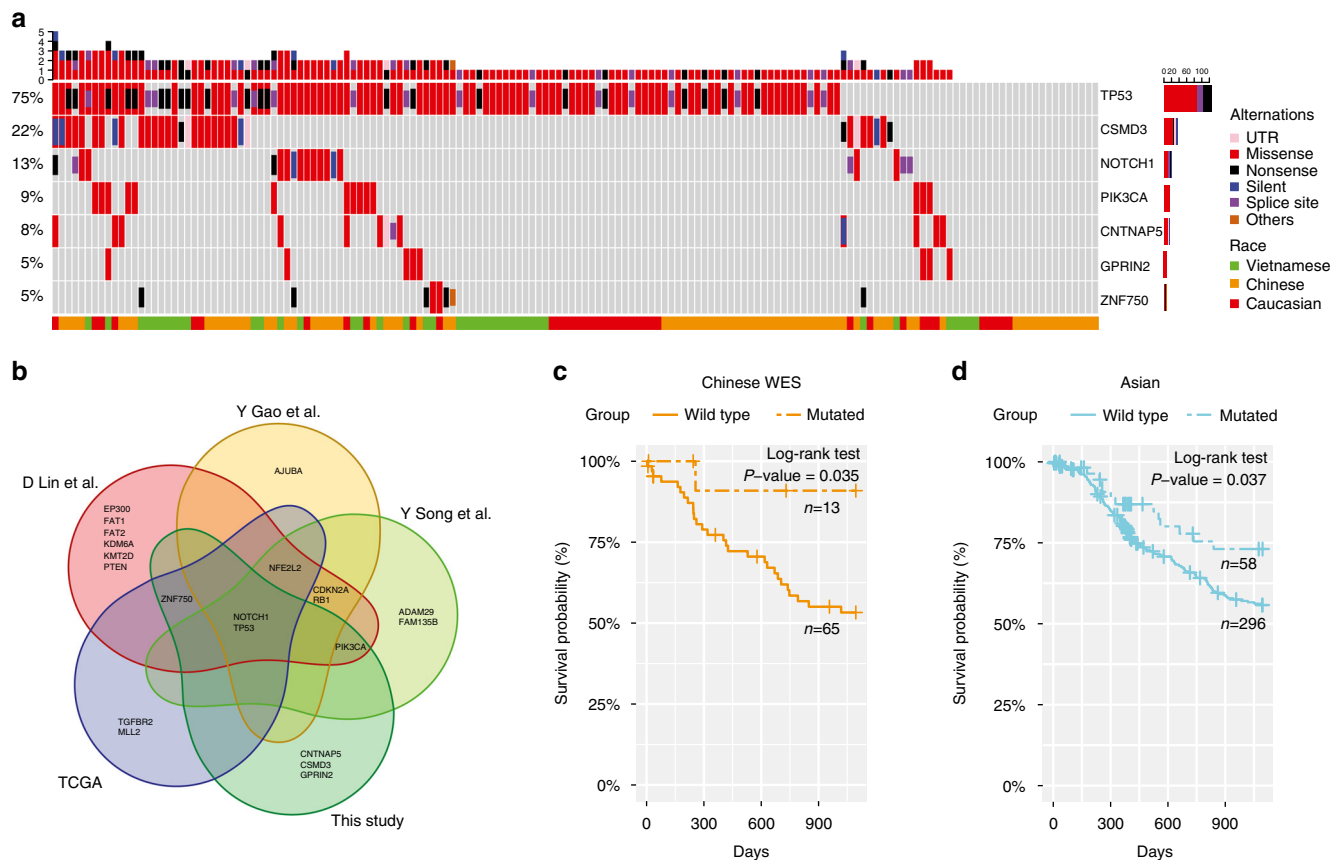 a
5
4
3
2
1
0
0 20 60 100
75% TP53
22% CSMD3
13% NOTCH1
9% PIK3CA
8% CNTNAP5
5% GPRIN2
5% ZNF750
Alternations
UTR
Missense
Nonsense
Silent
Splice site
Others
Race
Vietnamese
Chinese
Caucasian
b
Y Gao et al.
AJUBA
D Lin et al.
EP300
FAT1
FAT2
KDM6A
KMT2D
PTEN
Y Song et al.
ADAM29
FAM135B
NFE2L2
CDKN2A
RB1
ZNF750
NOTCH1
TP53
PIK3CA
TGFBR2
MLL2
TCGA
CNTNAP5
CSMD3
GPRIN2
This study
c
Chinese WES
Group Wild type Mutated
Log-rank test
P−value = 0.035
n=13
n=65
100%
75%
50%
25%
0%
Survival probability (%)
0 300 600 900
Days
d
Asian
Group Wild type Mutated
Log-rank test
P−value = 0.037
n=58
n=296
100%
75%
50%
25%
0%
Survival probability (%)
0 300 600 900
Days